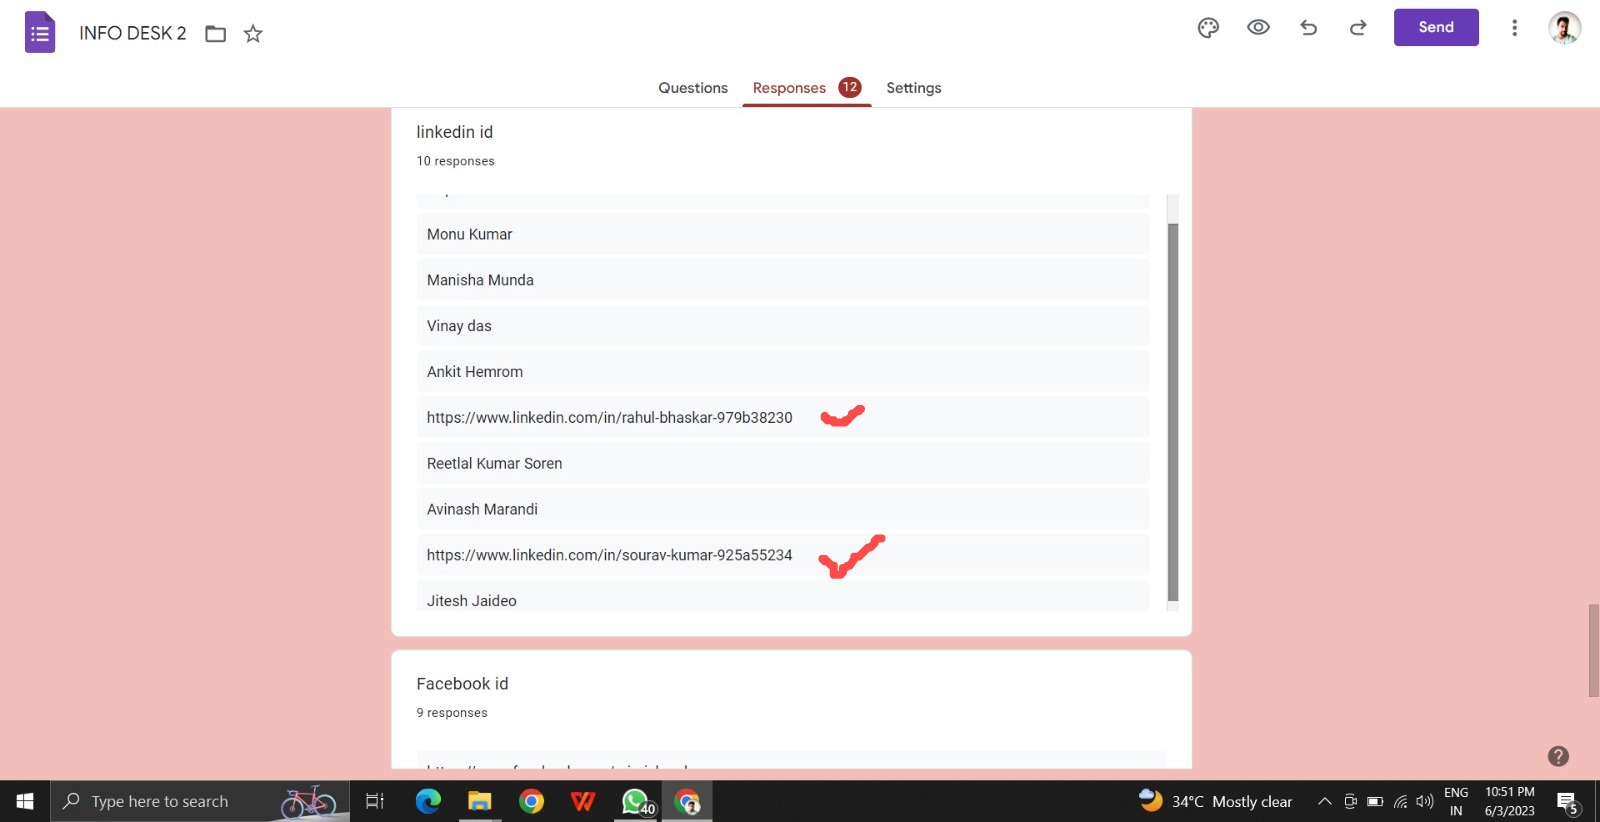 INFO DESK 2
Send
Questions Responses 12 Settings
linkedin id
10 responses
Monu Kumar
Manisha Munda
Vinay das
Ankit Hemrom
https://www.linkedin.com/in/rahul-bhaskar-979b38230
Reetlal Kumar Soren
Avinash Marandi
https://www.linkedin.com/in/sourav-kumar-925a55234
Jitesh Jaideo
Facebook id
9 responses
Type here to search
40
34°C Mostly clear
ENG
IN
10:51 PM
6/3/2023
5